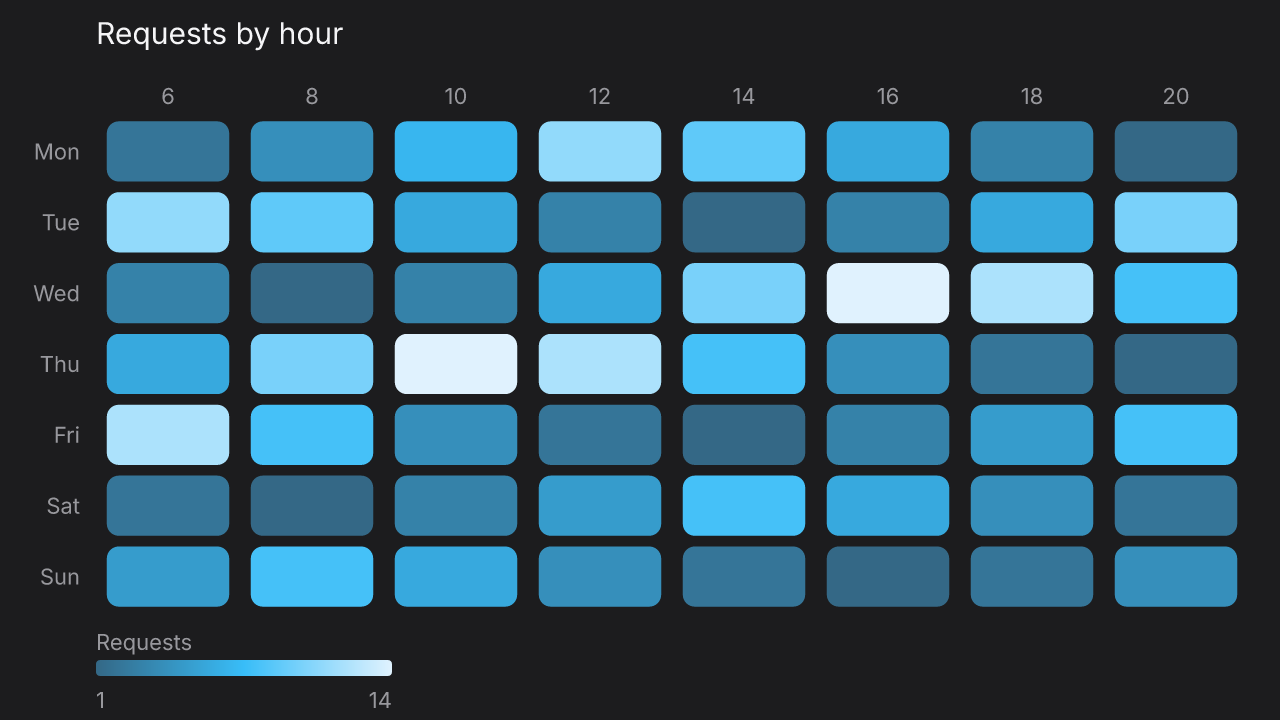 Requests by hour
6 8 10 12 14 16 18 20
Mon
Tue
Wed
Thu
Fri
Sat
Sun
Requests
1 14